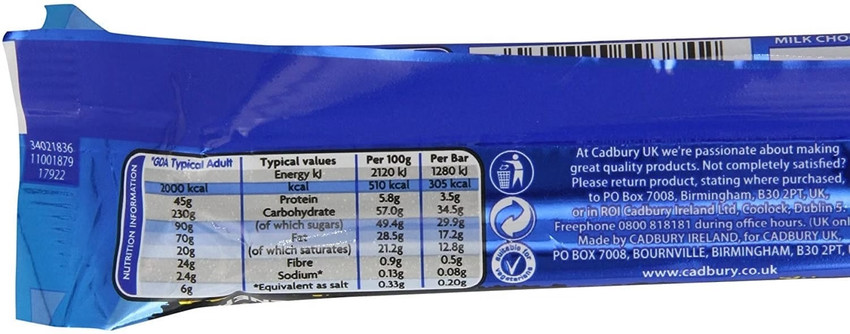 MILK CHO
34021836
11001879
17922
NUTRITION INFORMATION
*GDA Typical Adult Typical values Per 100g Per Bar
Energy kJ 2120 kJ 1280 kJ
2000 kcal kcal 510 kcal 305 kcal
45g Protein 5.8g 3.5g
230g Carbohydrate 57.0g 34.5g
90g (of which sugars) 49.4g 29.9g
70g Fat 28.5g 17.2g
20g (of which saturates) 21.2g 12.8g
24g Fibre 0.9g 0.5g
2.4g Sodium* 0.13g 0.08g
6g *Equivalent as salt 0.33g 0.20g
Suitable for
vegetarians
At Cadbury UK we're passionate about making
great quality products. Not completely satisfied?
Please return product, stating where purchased,
to PO Box 7008, Birmingham, B30 2PT, UK,
or in ROI Cadbury Ireland Ltd, Coolock, Dublin 5.
Freephone 0800 818181 during office hours. (UK onl
Made by CADBURY IRELAND, for CADBURY UK,
PO BOX 7008, BOURNVILLE, BIRMINGHAM, B30 2PT,
www.cadbury.co.uk